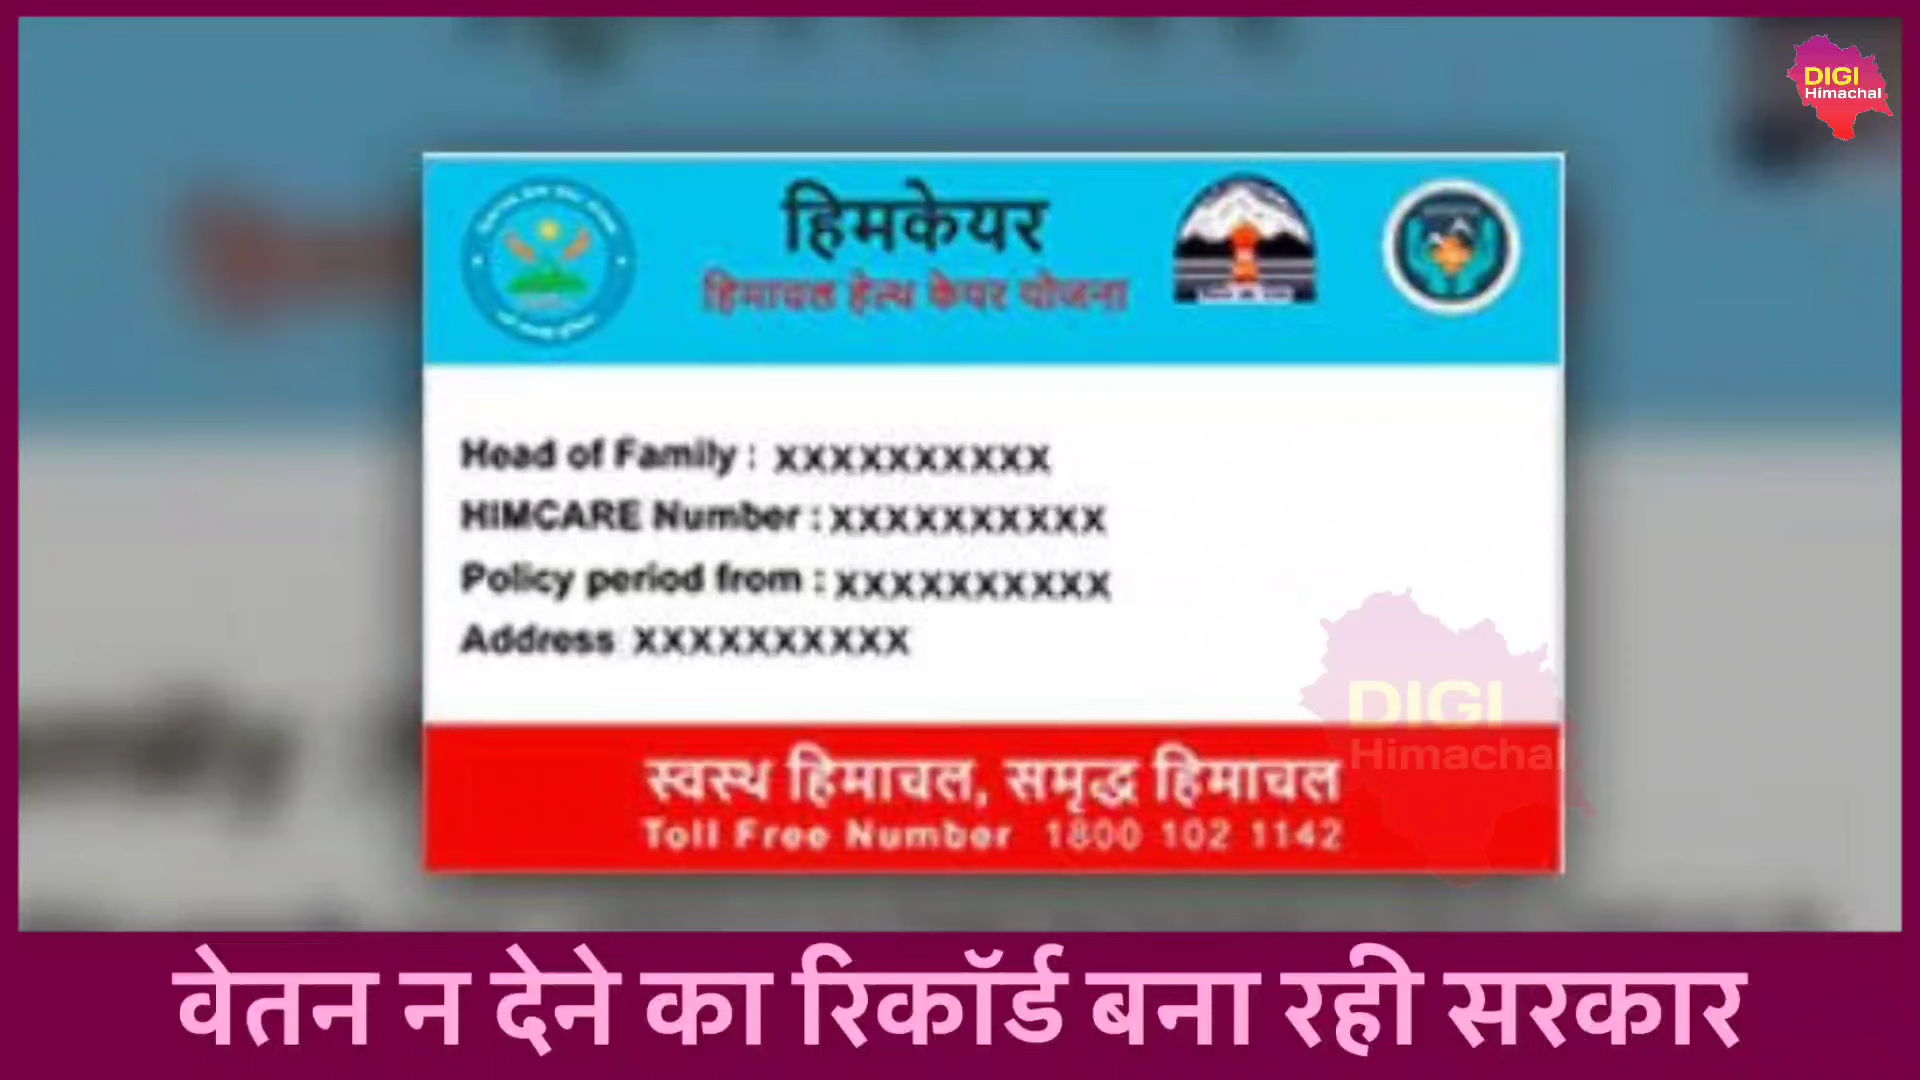 DIGI
Himachal
हिमकेयर
हिमाचल हेल्थ केयर योजना
Head of Family : XXXXXXXXXX
HIMCARE Number : XXXXXXXXXX
Policy period from : XXXXXXXXXX
Address XXXXXXXXXX
DIGI
Himachal
स्वस्थ हिमाचल, समृद्ध हिमाचल
Toll Free Number 1800 102 1142
वेतन न देने का रिकॉर्ड बना रही सरकार